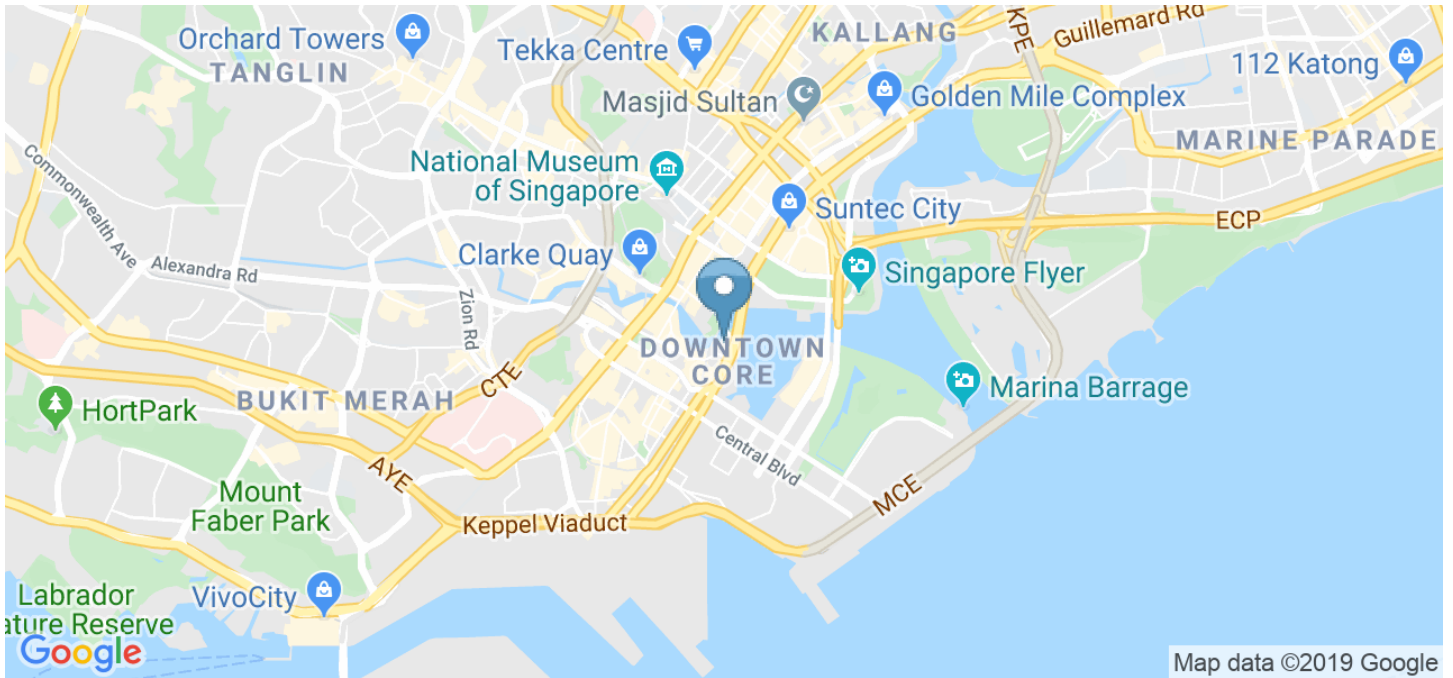 KALLANG
KPE
Guillemard Rd
Orchard Towers
TANGLIN
Tekka Centre
112 Katong
Masjid Sultan
Golden Mile Complex
MARINE PARADE
Commonwealth Ave
National Museum
of Singapore
Suntec City
ECP
Clarke Quay
Alexandra Rd
Singapore Flyer
Zion Rd
DOWNTOWN
CORE
CTE
Marina Barrage
BUKIT MERAH
HortPark
Central Blvd
AYE
MCE
Mount
Faber Park
Keppel Viaduct
VivoCity
Labrador
ature Reserve
Google
Map data ©2019 Google